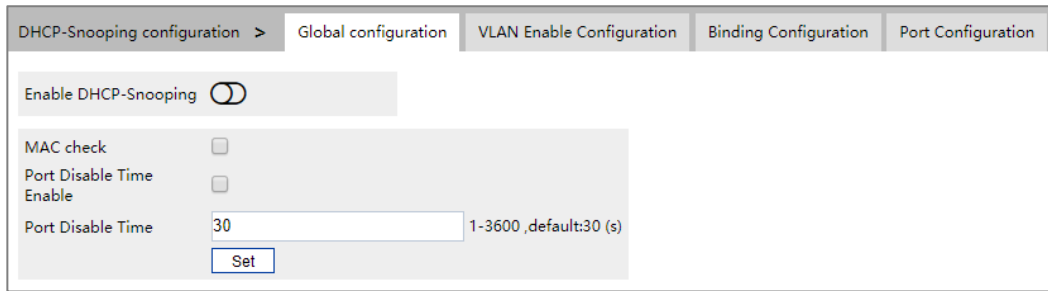 DHCP-Snooping configuration > Global configuration VLAN Enable Configuration Binding Configuration Port Configuration
Enable DHCP-Snooping
MAC check
Port Disable Time
Enable
Port Disable Time 30 1-3600 ,default:30 (s)
Set